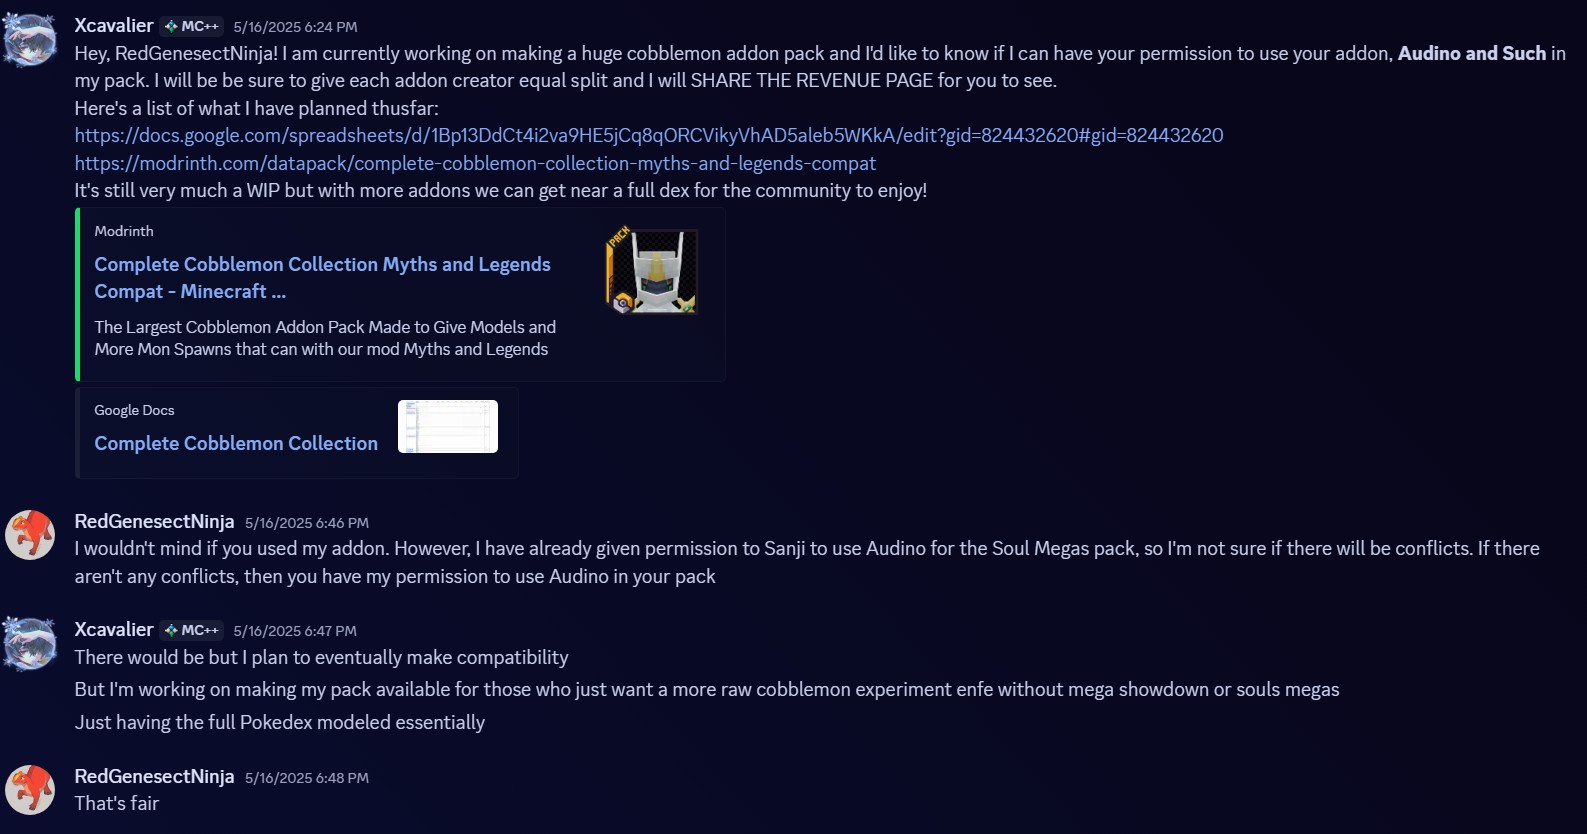 Xcavalier MC++ 5/16/2025 6:24 PM
Hey, RedGenesectNinja! I am currently working on making a huge cobblemon addon pack and I'd like to know if I can have your permission to use your addon, Audino and Such in
my pack. I will be be sure to give each addon creator equal split and I will SHARE THE REVENUE PAGE for you to see.
Here's a list of what I have planned thusfar:
https://docs.google.com/spreadsheets/d/1Bp13DdCt4i2va9HE5jCq8qORCVikyVhAD5aleb5WKkA/edit?gid=824432620#gid=824432620
https://modrinth.com/datapack/complete-cobblemon-collection-myths-and-legends-compat
It's still very much a WIP but with more addons we can get near a full dex for the community to enjoy!
Modrinth
PACK
Complete Cobblemon Collection Myths and Legends
Compat - Minecraft ...
The Largest Cobblemon Addon Pack Made to Give Models and
More Mon Spawns that can with our mod Myths and Legends
Google Docs
Complete Cobblemon Collection
RedGenesectNinja 5/16/2025 6:46 PM
I wouldn't mind if you used my addon. However, I have already given permission to Sanji to use Audino for the Soul Megas pack, so I'm not sure if there will be conflicts. If there
aren't any conflicts, then you have my permission to use Audino in your pack
Xcavalier MC++ 5/16/2025 6:47 PM
There would be but I plan to eventually make compatibility
But I'm working on making my pack available for those who just want a more raw cobblemon experiment enfe without mega showdown or souls megas
Just having the full Pokedex modeled essentially
RedGenesectNinja 5/16/2025 6:48 PM
That's fair